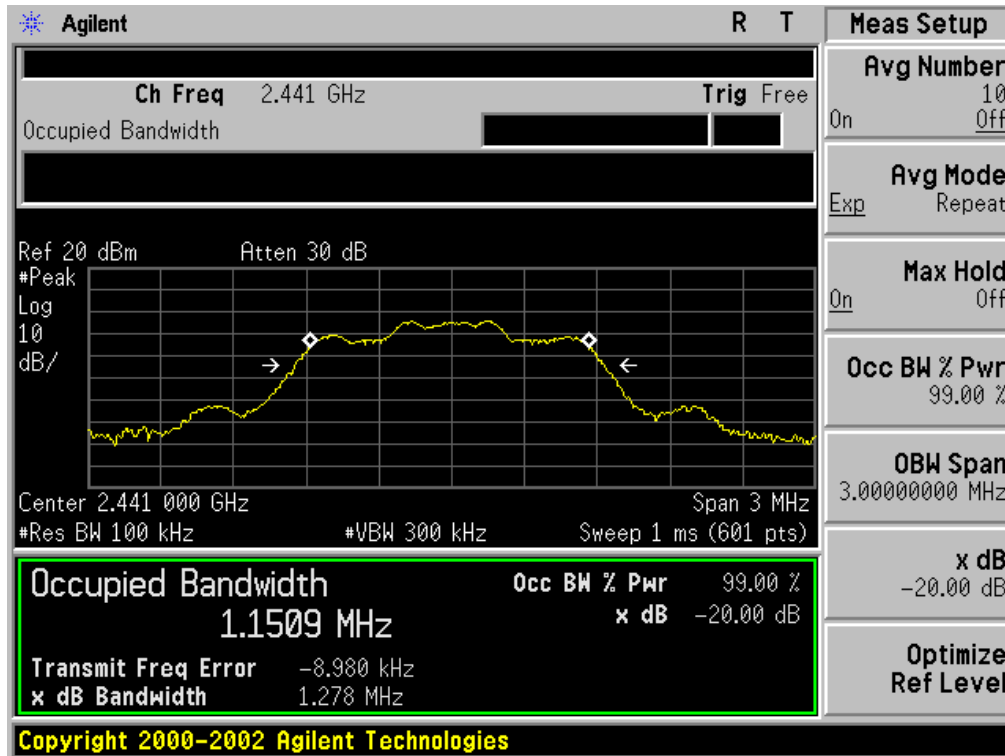 Agilent R T
Ch Freq 2.441 GHz Trig Free
Occupied Bandwidth
Ref 20 dBm Atten 30 dB
#Peak
Log
10
dB/
Center 2.441 000 GHz Span 3 MHz
#Res BW 100 kHz #VBW 300 kHz Sweep 1 ms (601 pts)
Occupied Bandwidth
1.1509 MHz
Occ BW % Pwr 99.00 %
x dB -20.00 dB
Transmit Freq Error -8.980 kHz
x dB Bandwidth 1.278 MHz
Copyright 2000-2002 Agilent Technologies
Meas Setup
Avg Number
10
On Off
Avg Mode
Exp Repeat
Max Hold
On Off
Occ BW % Pwr
99.00 %
OBW Span
3.00000000 MHz
x dB
-20.00 dB
Optimize
Ref Level